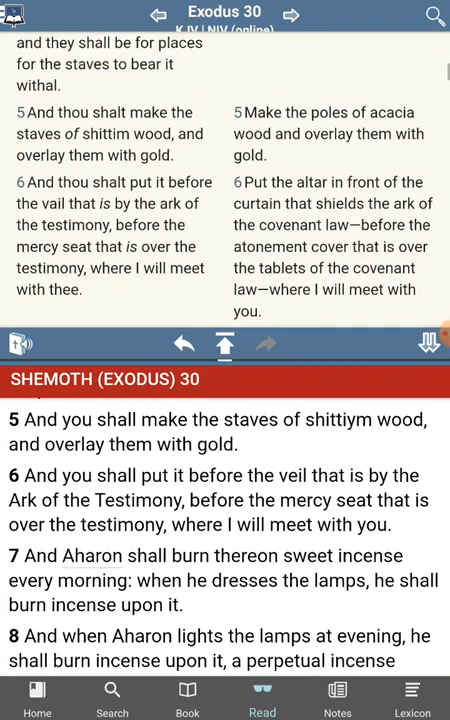 Exodus 30
KJV | NIV (online)
and they shall be for places
for the staves to bear it
withal.
5 And thou shalt make the
staves of shittim wood, and
overlay them with gold.
6 And thou shalt put it before
the vail that is by the ark of
the testimony, before the
mercy seat that is over the
testimony, where I will meet
with thee.
5 Make the poles of acacia
wood and overlay them with
gold.
6 Put the altar in front of the
curtain that shields the ark of
the covenant law—before the
atonement cover that is over
the tablets of the covenant
law—where I will meet with
you.
SHEMOTH (EXODUS) 30
5 And you shall make the staves of shittiym wood,
and overlay them with gold.
6 And you shall put it before the veil that is by the
Ark of the Testimony, before the mercy seat that is
over the testimony, where I will meet with you.
7 And Aharon shall burn thereon sweet incense
every morning: when he dresses the lamps, he shall
burn incense upon it.
8 And when Aharon lights the lamps at evening, he
shall burn incense upon it, a perpetual incense
Home Search Book Read Notes Lexicon